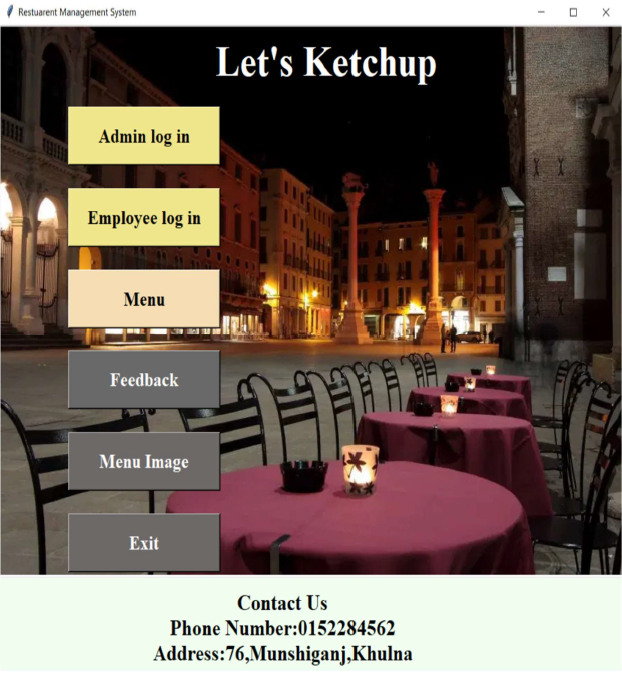 Restuarent Management System
Let's Ketchup
Admin log in
Employee log in
Menu
Feedback
Menu Image
Exit
Contact Us
Phone Number:0152284562
Address:76,Munshiganj,Khulna